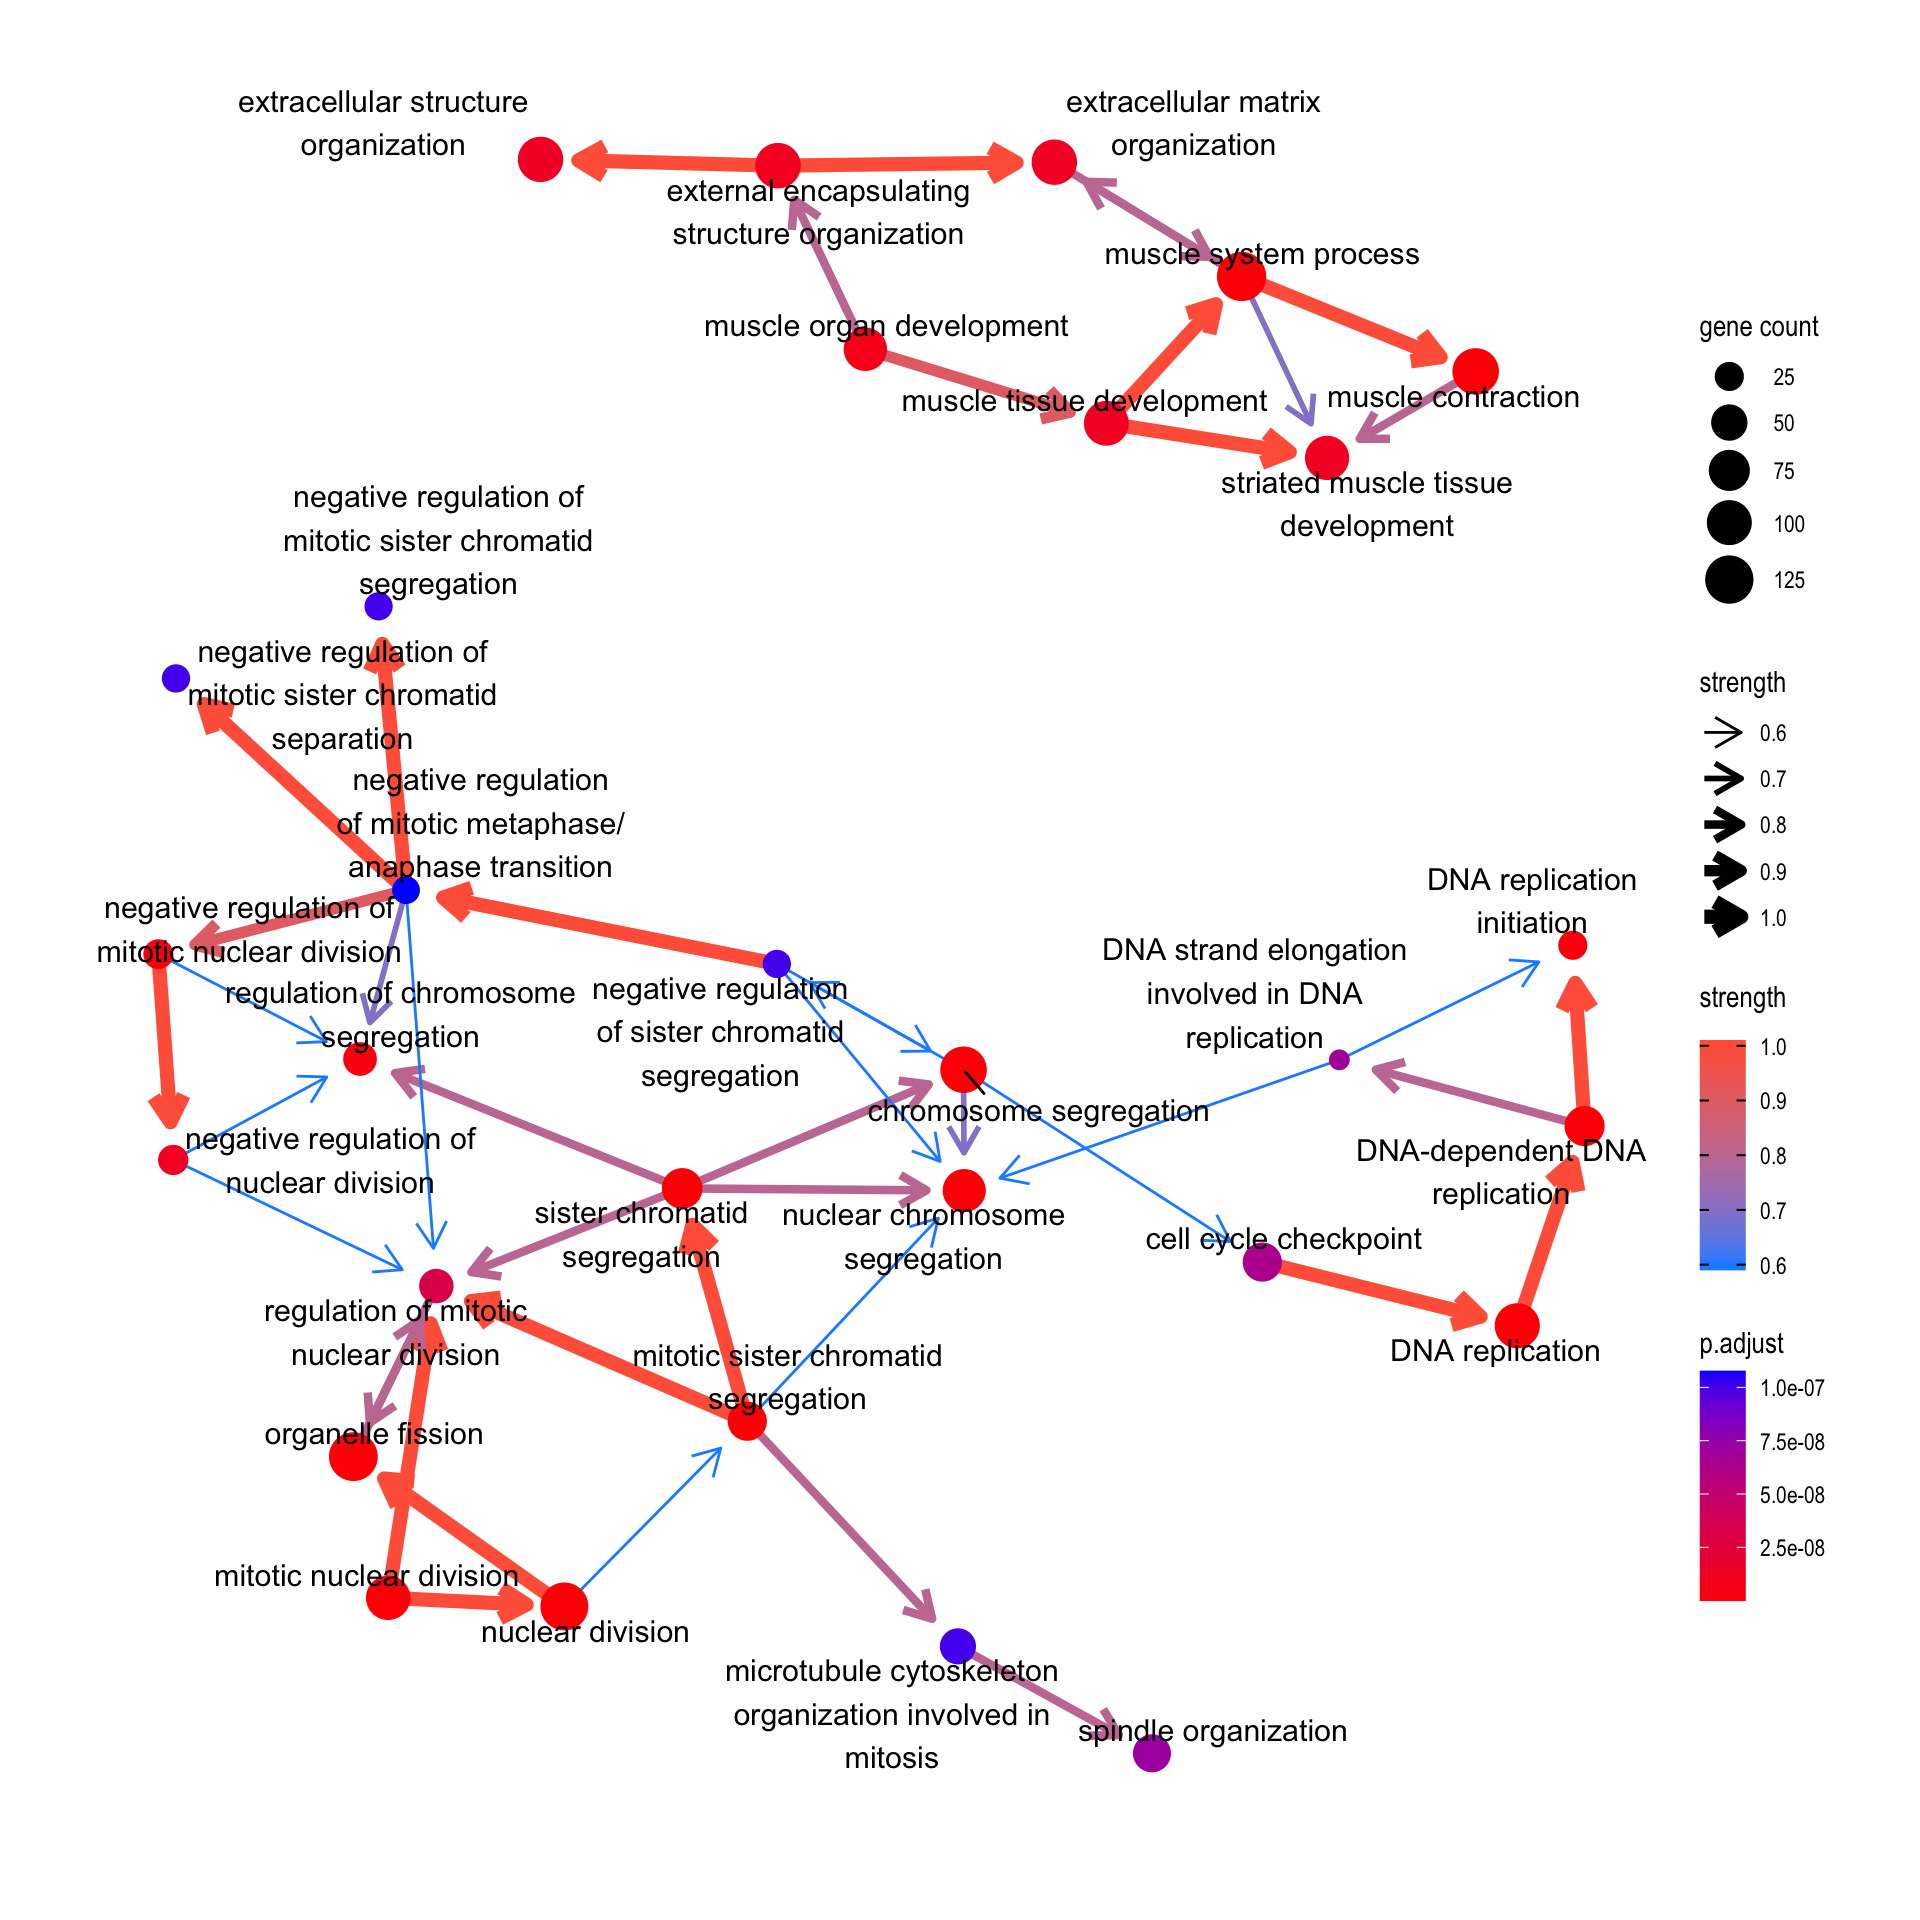 extracellular structure
organization
extracellular matrix
organization
external encapsulating
structure organization
muscle system process
muscle organ development
muscle tissue development
muscle contraction
striated muscle tissue
development
negative regulation of
mitotic sister chromatid
segregation
negative regulation of
mitotic sister chromatid
separation
negative regulation
of mitotic metaphase/
anaphase transition
negative regulation of
mitotic nuclear division
regulation of chromosome
segregation
negative regulation
of sister chromatid
segregation
DNA replication
initiation
DNA strand elongation
involved in DNA
replication
chromosome segregation
negative regulation of
nuclear division
DNA-dependent DNA
replication
sister chromatid
segregation
nuclear chromosome
segregation
cell cycle checkpoint
regulation of mitotic
nuclear division
mitotic sister chromatid
segregation
DNA replication
organelle fission
mitotic nuclear division
nuclear division
microtubule cytoskeleton
organization involved in
mitosis
spindle organization
gene count
25
50
75
100
125
strength
0.6
0.7
0.8
0.9
1.0
strength
1.0
0.9
0.8
0.7
0.6
p.adjust
1.0e-07
7.5e-08
5.0e-08
2.5e-08